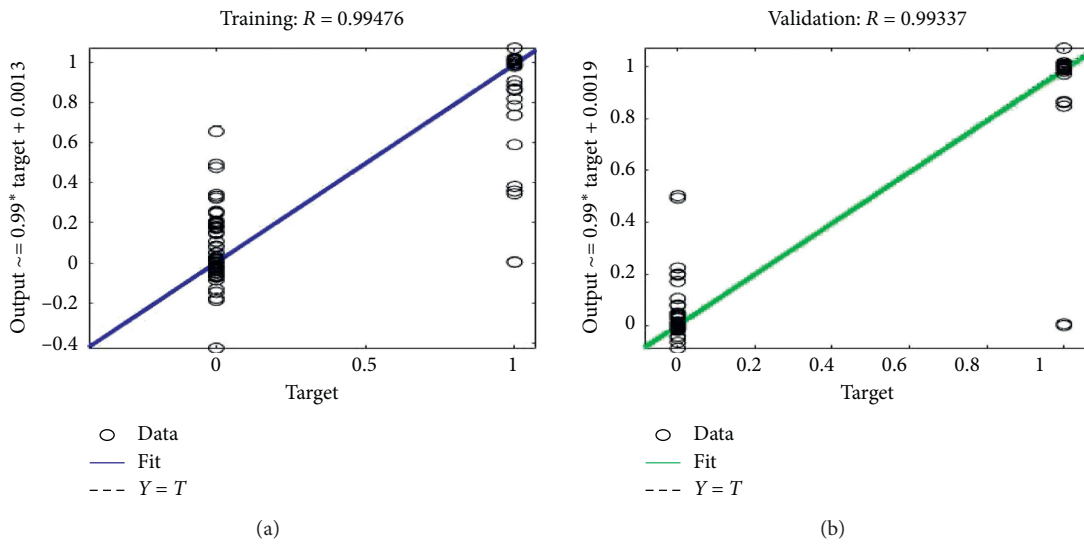 Training: R = 0.99476
Output ~= 0.99* target + 0.0013
1
0.8
0.6
0.4
0.2
0
−0.2
−0.4
0
0.5
1
Target
Data
Fit
Y = T
(a)
Validation: R = 0.99337
Output ~= 0.99* target + 0.0019
1
0.8
0.6
0.4
0.2
0
0
0.2
0.4
0.6
0.8
1
Target
Data
Fit
Y = T
(b)